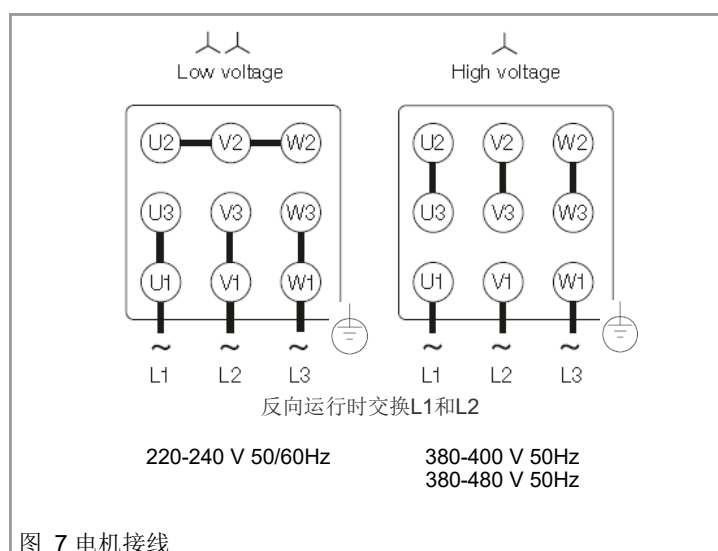 Low voltage
High voltage
U2 V2 W2
U3 V3 W3
U1 V1 W1
~ ~ ~
L1 L2 L3
U2 V2 W2
U3 V3 W3
U1 V1 W1
~ ~ ~
L1 L2 L3
反向运行时交换L1和L2
220-240 V 50/60Hz
380-400 V 50Hz
380-480 V 50Hz
图 7 电机接线